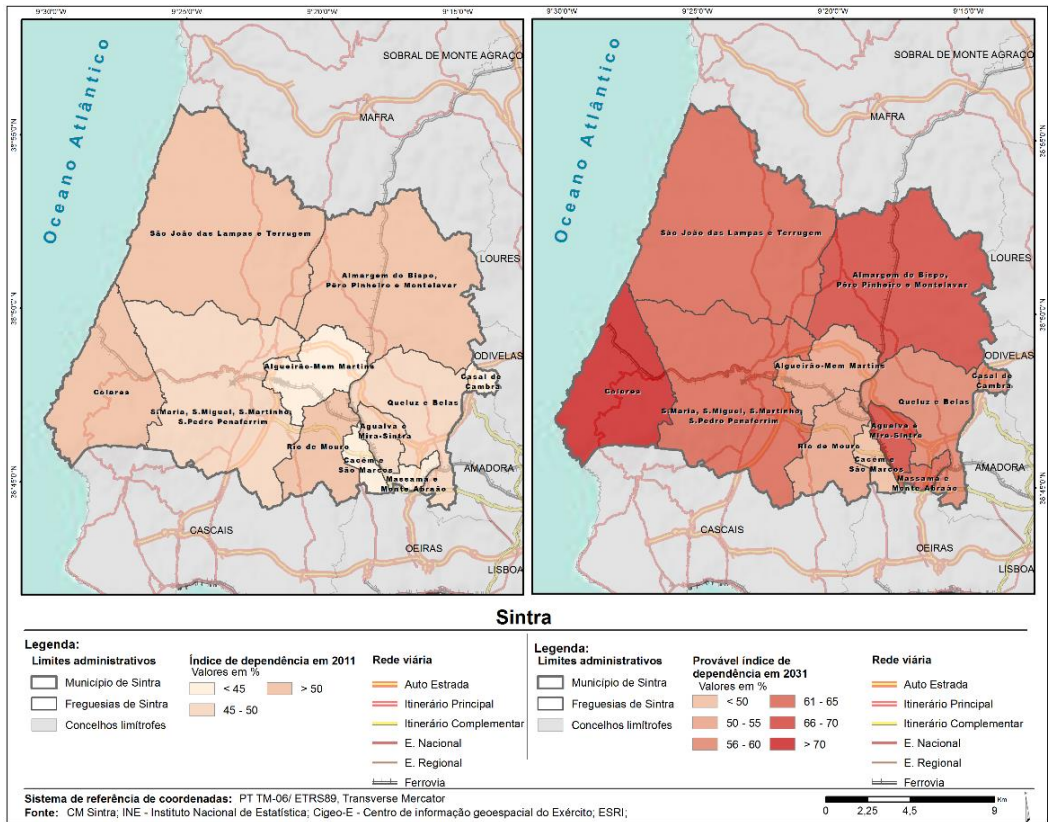 9°30'0"W 9°25'0"W 9°20'0"W 9°15'0"W
9°30'0"W 9°25'0"W 9°20'0"W 9°15'0"W
Oceano Atlântico
SOBRAL DE MONTE AGRAÇO
MAFRA
São João das Lampas e Terrugem
LOURES
Almargem do Bispo,
Pêro Pinheiro e Montelavar
ODIVELAS
Algueirão-Mem Martins
Casal de
Cambra
Colares
Queluz e Belas
S.Maria, S.Miguel, S.Martinho,
S.Pedro Penaferrim
Agualva e
Mira-Sintra
Rio de Mouro
Cacém e
São Marcos
AMADORA
Massamá e
Monte Abraão
CASCAIS
OEIRAS
LISBOA
Oceano Atlântico
SOBRAL DE MONTE AGRAÇO
MAFRA
São João das Lampas e Terrugem
LOURES
Almargem do Bispo,
Pêro Pinheiro e Montelavar
ODIVELAS
Algueirão-Mem Martins
Casal de
Cambra
Colares
Queluz e Belas
S.Maria, S.Miguel, S.Martinho,
S.Pedro Penaferrim
Agualva e
Mira-Sintra
Rio de Mouro
Cacém e
São Marcos
AMADORA
Massamá e
Monte Abraão
CASCAIS
OEIRAS
LISBOA
Sintra
Legenda:
Limites administrativos
Município de Sintra
Freguesias de Sintra
Concelhos limítrofes
Índice de dependência em 2011
Valores em %
< 45
> 50
45 - 50
Rede viária
Auto Estrada
Itinerário Principal
Itinerário Complementar
E. Nacional
E. Regional
Ferrovia
Legenda:
Limites administrativos
Município de Sintra
Freguesias de Sintra
Concelhos limítrofes
Provável índice de
dependência em 2031
Valores em %
< 50
61 - 65
50 - 55
66 - 70
56 - 60
> 70
Rede viária
Auto Estrada
Itinerário Principal
Itinerário Complementar
E. Nacional
E. Regional
Ferrovia
Sistema de referência de coordenadas: PT TM-06/ ETRS89, Transverse Mercator
Fonte: CM Sintra; INE - Instituto Nacional de Estatística; Cigeo-E - Centro de informação geoespacial do Exército; ESRI;
Km
0 2.25 4.5 9